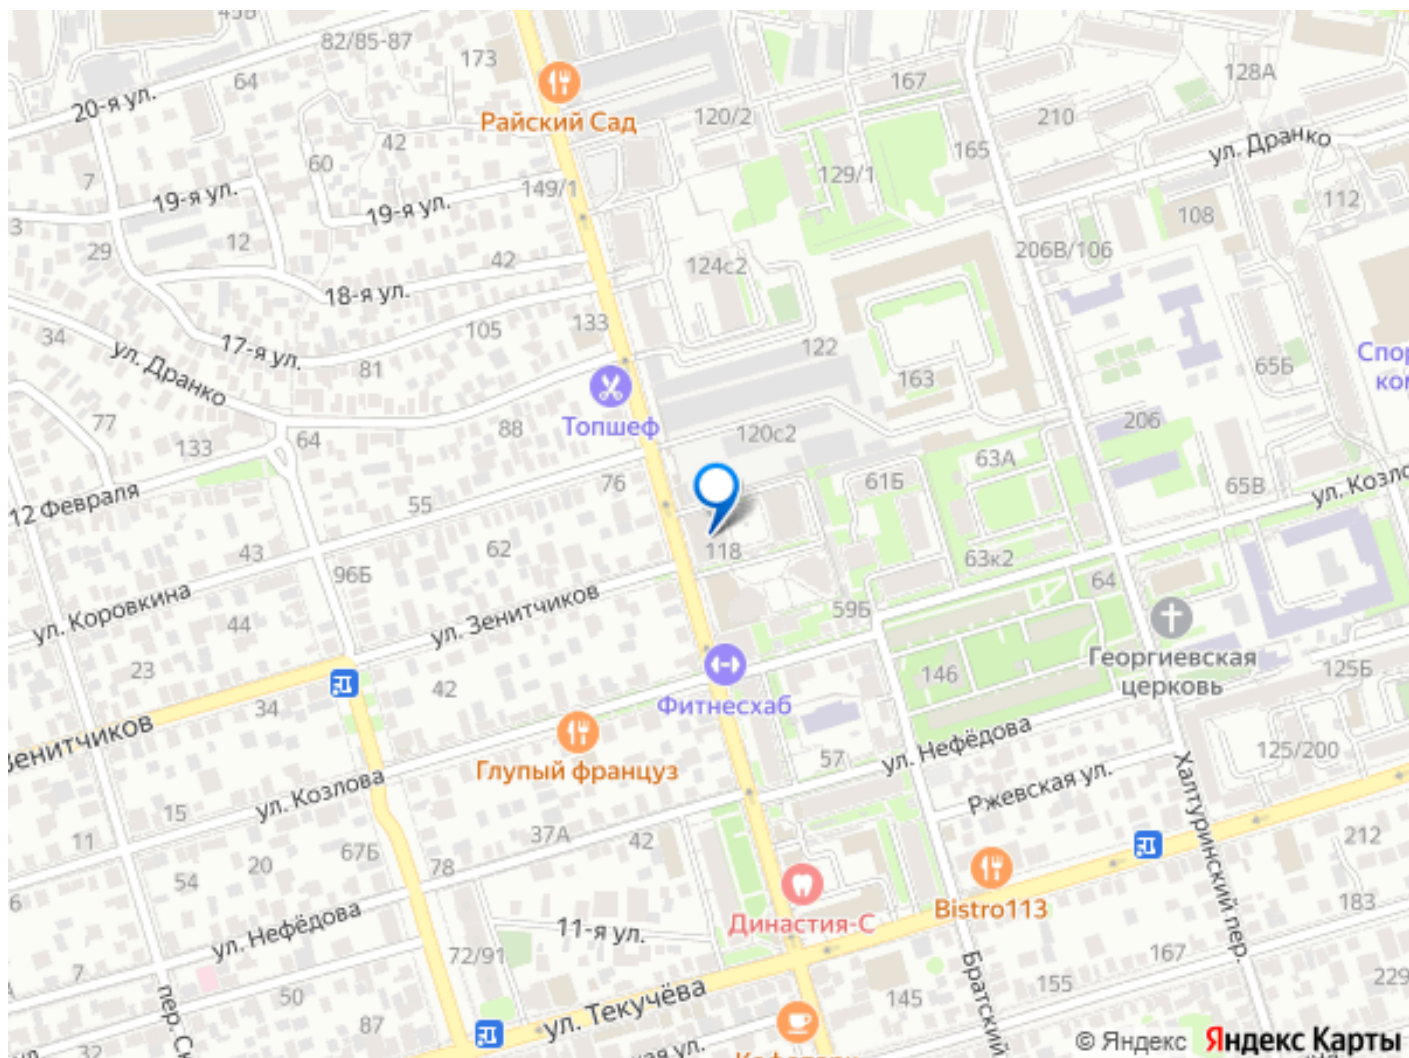 45Б
82/85-87
173
64
20-я ул.
Райский Сад
120/2
167
128А
210
ул. Дранко
42
60
7
19-я ул.
19-я ул.
149/1
129/1
165
112
108
3
29
12
42
18-я ул.
124с2
206В/106
34
ул. Дранко
17-я ул.
105
133
81
122
163
65Б
Топшеф
77
133
64
88
120с2
206
63А
12 Февраля
55
76
61Б
65В
43
62
118
63к2
96Б
64
ул. Коровкина
44
ул. Зенитчиков
59Б
Георгиевская
церковь
125Б
23
42
146
34
Фитнесхаб
Глупый француз
57
ул. Нефёдова
125/200
ул. Козлова
15
Ржевская ул.
Халтуринский пер.
11
37А
42
67Б
20
78
54
212
6
ул. Нефёдова
11-я ул.
Династия-С
Bistro113
183
7
72/91
167
50
87
ул. Текучёва
145
155
Братский
229
32
© Яндекс Яндекс Карты